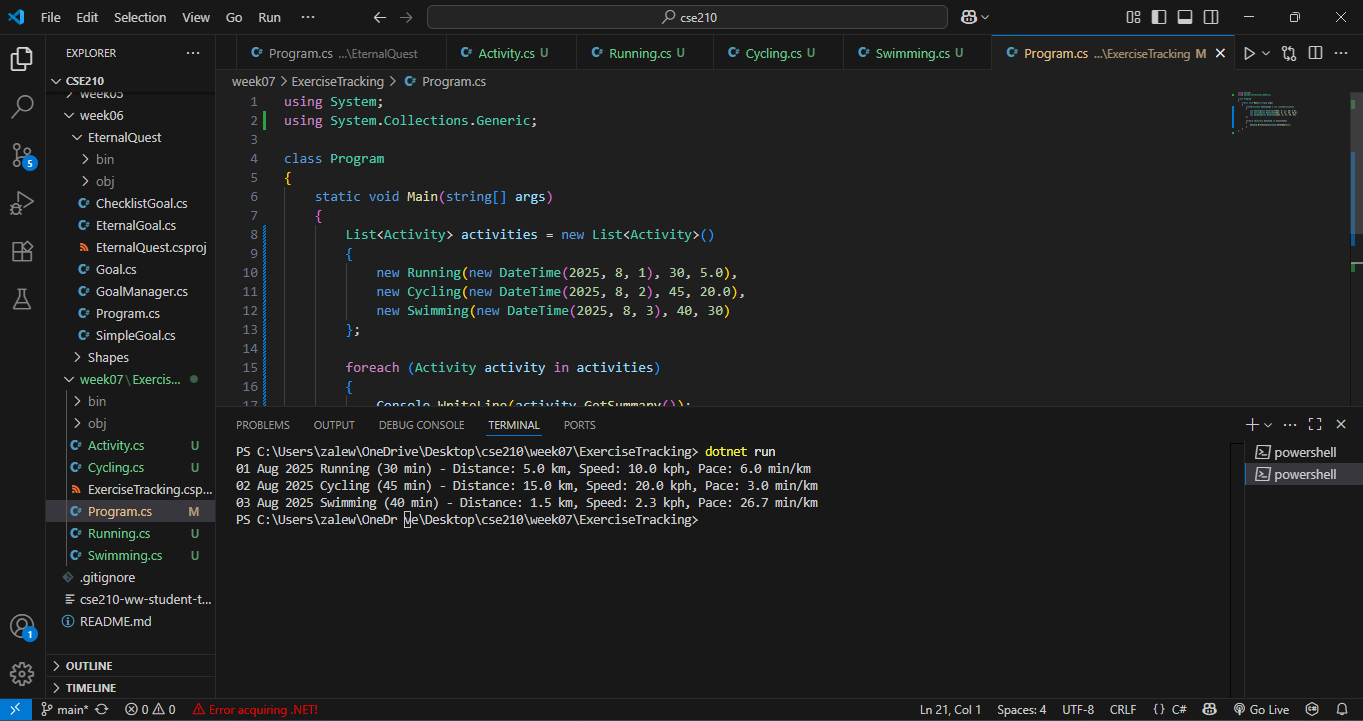 File Edit Selection View Go Run ··· cse210
EXPLORER ···
CSE210
week05
week06
EternalQuest
bin
obj
C# ChecklistGoal.cs
C# EternalGoal.cs
EternalQuest.csproj
C# Goal.cs
C# GoalManager.cs
C# Program.cs
C# SimpleGoal.cs
Shapes
week07\Exercis...
bin
obj
C# Activity.cs U
C# Cycling.cs U
ExerciseTracking.csp...
C# Program.cs M
C# Running.cs U
C# Swimming.cs U
.gitignore
cse210-ww-student-t...
README.md
OUTLINE
TIMELINE
5
1
C# Program.cs ...\EternalQuest C# Activity.cs U C# Running.cs U C# Cycling.cs U C# Swimming.cs U C# Program.cs ...\ExerciseTracking M
week07 > ExerciseTracking > C# Program.cs
1 using System;
2 using System.Collections.Generic;
3
4 class Program
5 {
6 static void Main(string[] args)
7 {
8 List<Activity> activities = new List<Activity>()
9 {
10 new Running(new DateTime(2025, 8, 1), 30, 5.0),
11 new Cycling(new DateTime(2025, 8, 2), 45, 20.0),
12 new Swimming(new DateTime(2025, 8, 3), 40, 30)
13 };
14
15 foreach (Activity activity in activities)
16 {
17 Console.WriteLine(activity.GetSummary());
PROBLEMS OUTPUT DEBUG CONSOLE TERMINAL PORTS
PS C:\Users\zalew\OneDrive\Desktop\cse210\week07\ExerciseTracking> dotnet run
01 Aug 2025 Running (30 min) - Distance: 5.0 km, Speed: 10.0 kph, Pace: 6.0 min/km
02 Aug 2025 Cycling (45 min) - Distance: 15.0 km, Speed: 20.0 kph, Pace: 3.0 min/km
03 Aug 2025 Swimming (40 min) - Distance: 1.5 km, Speed: 2.3 kph, Pace: 26.7 min/km
PS C:\Users\zalew\OneDr ve\Desktop\cse210\week07\ExerciseTracking>
powershell
powershell
main* 0 0 Error acquiring .NET! Ln 21, Col 1 Spaces: 4 UTF-8 CRLF {} C# Go Live